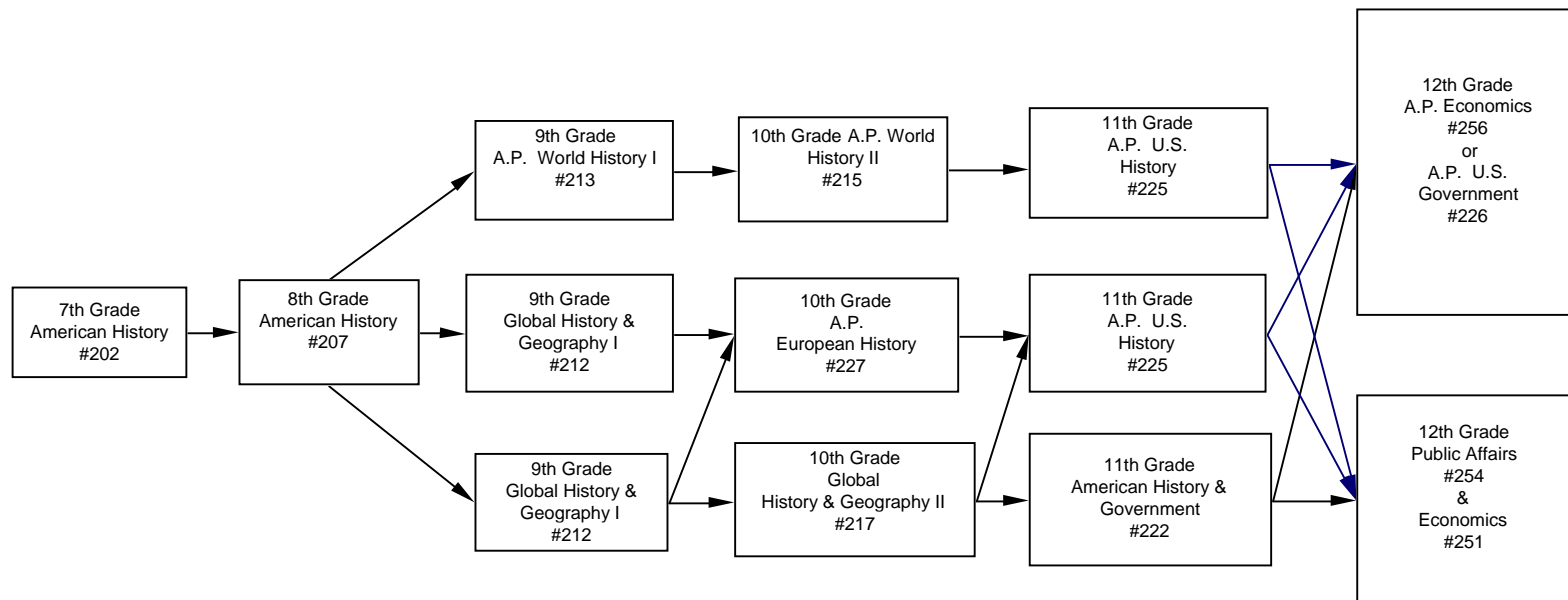 7th Grade
American History
#202
8th Grade
American History
#207
9th Grade
A.P. World History I
#213
9th Grade
Global History &
Geography I
#212
9th Grade
Global History &
Geography I
#212
10th Grade A.P. World
History II
#215
10th Grade
A.P.
European History
#227
10th Grade
Global
History & Geography II
#217
11th Grade
A.P. U.S.
History
#225
11th Grade
A.P. U.S.
History
#225
11th Grade
American History &
Government
#222
12th Grade
A.P. Economics
#256
or
A.P. U.S.
Government
#226
12th Grade
Public Affairs
#254
&
Economics
#251